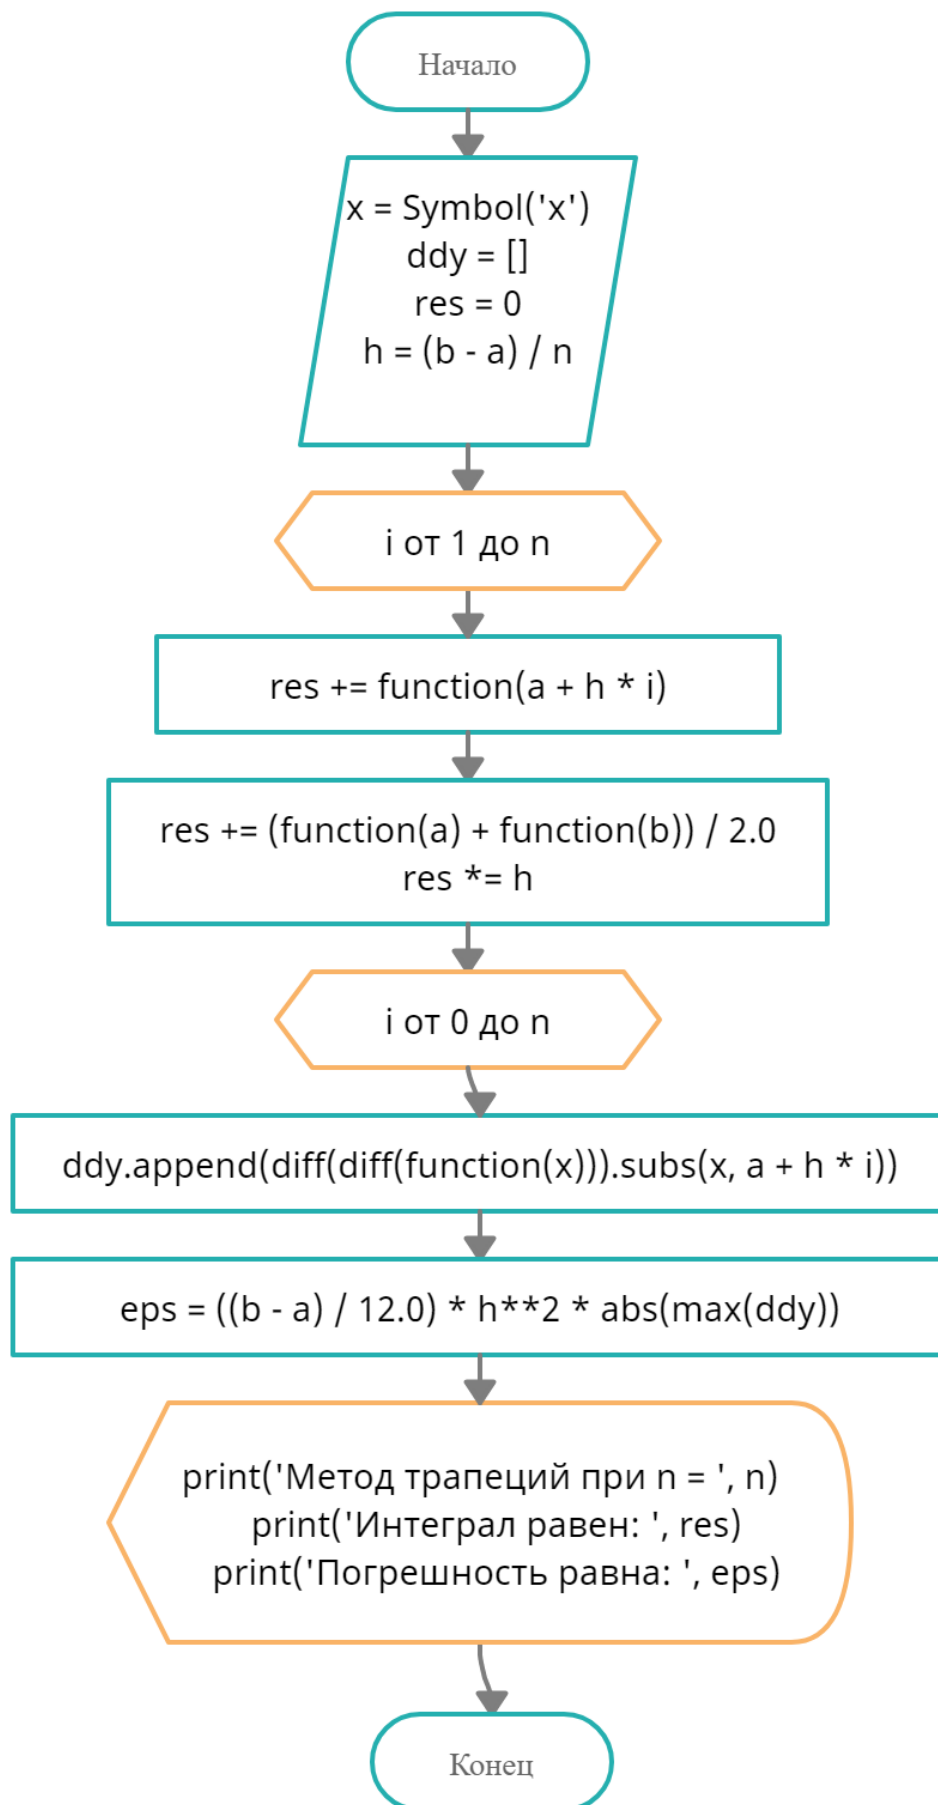 Начало
x = Symbol('x')
ddy = []
res = 0
h = (b - a) / n
i от 1 до n
res += function(a + h * i)
res += (function(a) + function(b)) / 2.0
res *= h
i от 0 до n
ddy.append(diff(diff(function(x))).subs(x, a + h * i))
eps = ((b - a) / 12.0) * h**2 * abs(max(ddy))
print('Метод трапеций при n = ', n)
print('Интеграл равен: ', res)
print('Погрешность равна: ', eps)
Конец